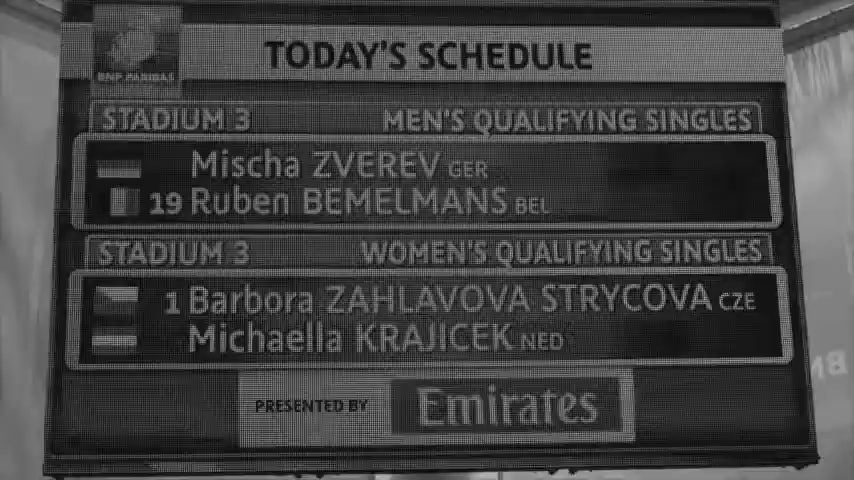 BNP PARIBAS
TODAY'S SCHEDULE
STADIUM 3 MEN'S QUALIFYING SINGLES
Mischa ZVEREV GER
19 Ruben BEMELMANS BEL
STADIUM 3 WOMEN'S QUALIFYING SINGLES
1 Barbora ZAHLAVOVA STRYCOVA CZE
Michaella KRAJICEK NED
PRESENTED BY Emirates